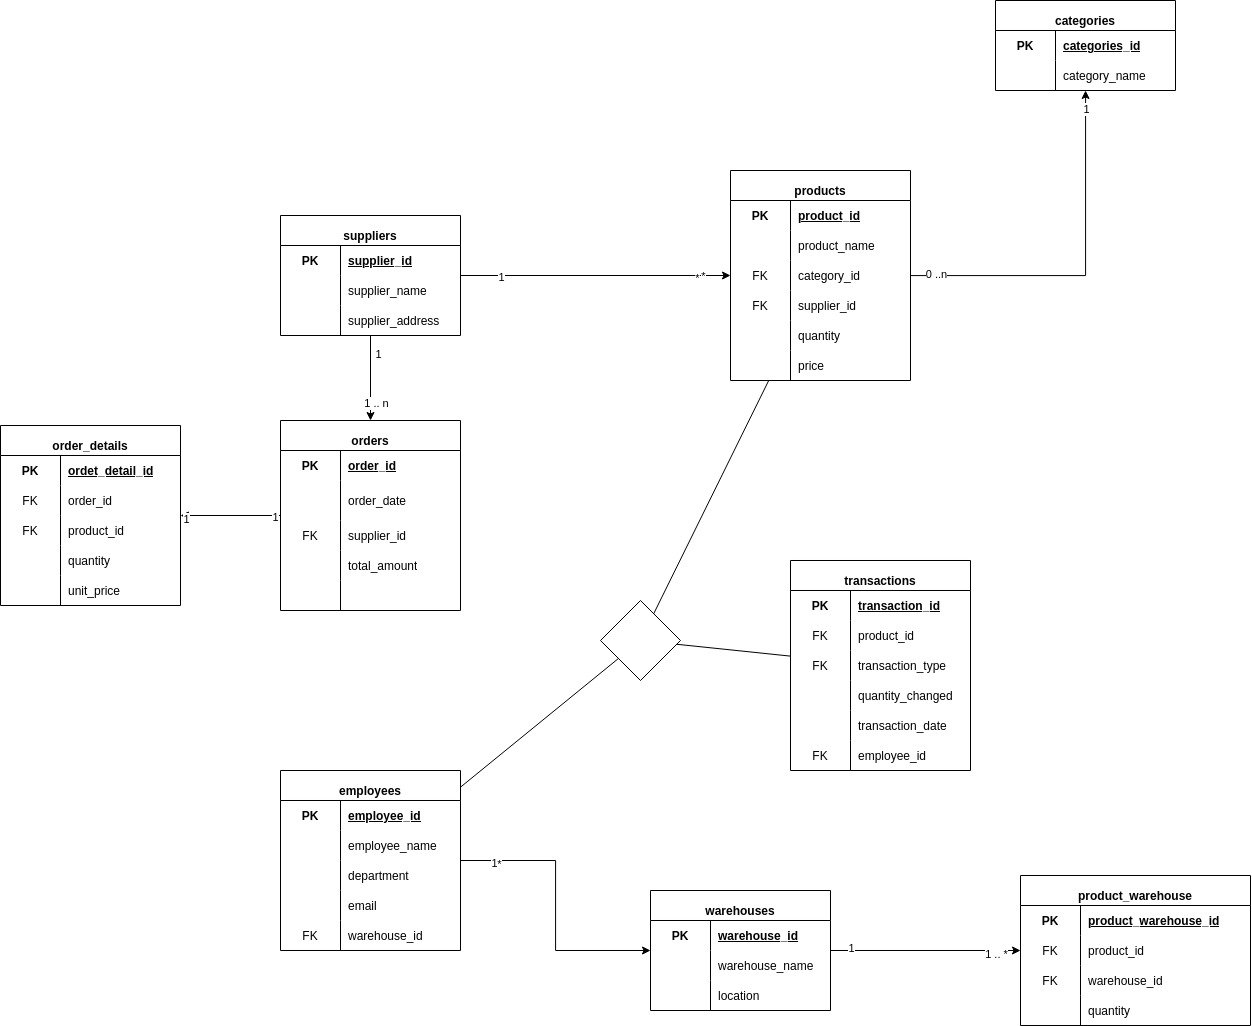 categories
PK categories_id
category_name
1
products
PK product_id
product_name
FK category_id
FK supplier_id
quantity
price
0 ..n
suppliers
PK supplier_id
supplier_name
supplier_address
1
1
1 .. n
orders
PK order_id
order_date
FK supplier_id
total_amount
1
order_details
PK ordet_detail_id
FK order_id
FK product_id
quantity
unit_price
1
transactions
PK transaction_id
FK product_id
FK transaction_type
quantity_changed
transaction_date
FK employee_id
employees
PK employee_id
employee_name
department
email
FK warehouse_id
1*
warehouses
PK warehouse_id
warehouse_name
location
1
1 .. *
product_warehouse
PK product_warehouse_id
FK product_id
FK warehouse_id
quantity